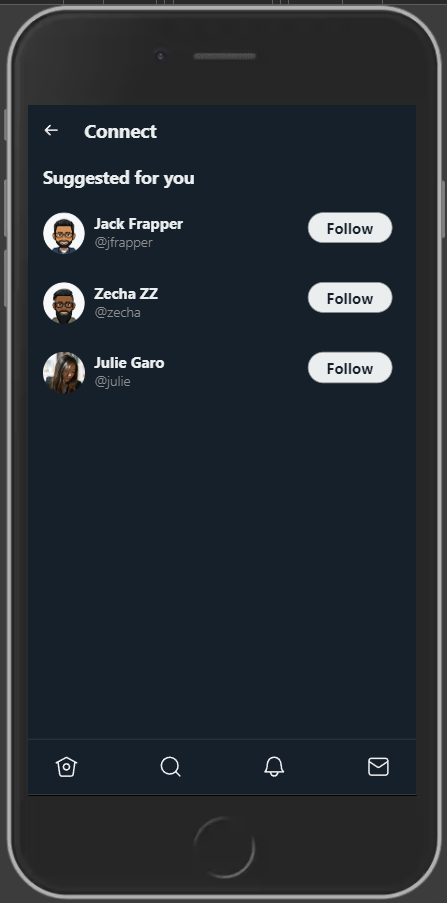 Connect
Suggested for you
Jack Frapper
@jfrapper
Follow
Zecha ZZ
@zecha
Follow
Julie Garo
@julie
Follow